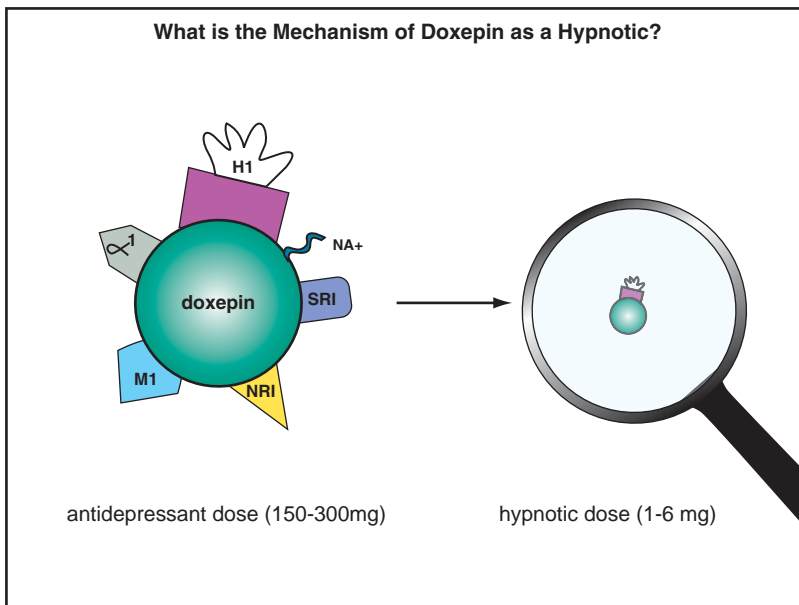 What is the Mechanism of Doxepin as a Hypnotic?
H1
∝1
NA+
doxepin
SRI
M1
NRI
antidepressant dose (150-300mg)
hypnotic dose (1-6 mg)